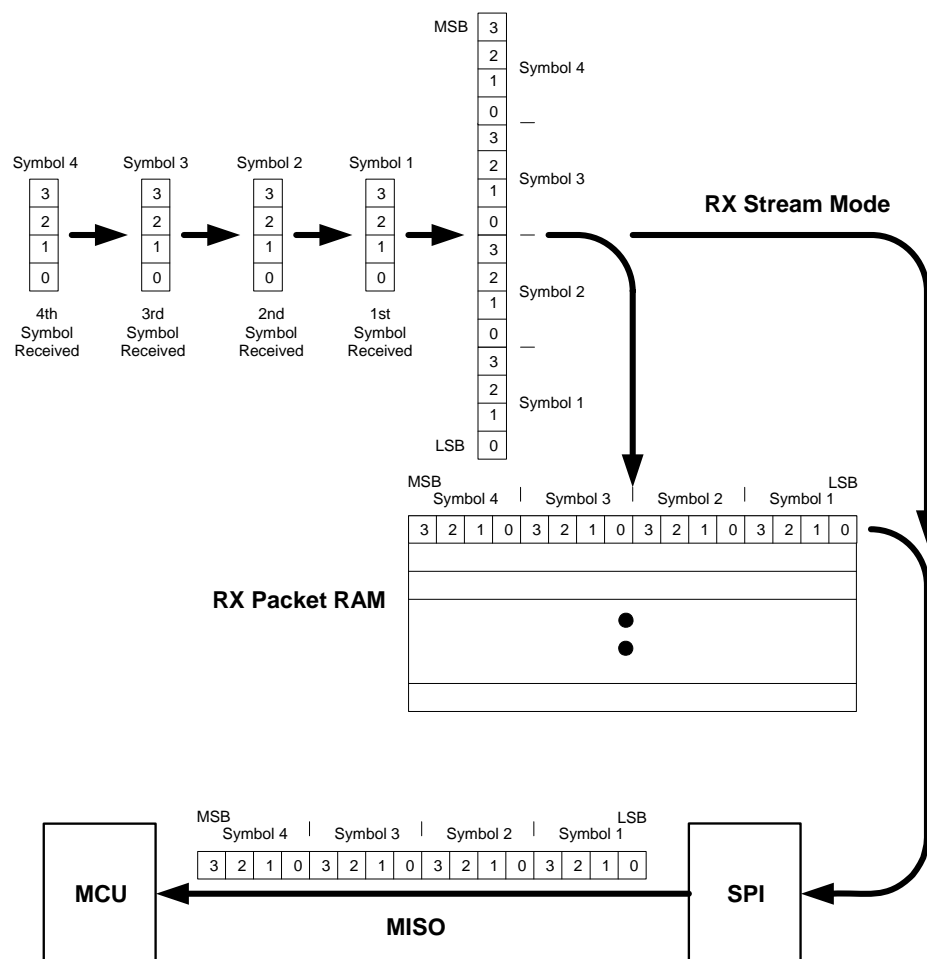 MSB
3
2
1
0
3
2
1
0
3
2
1
0
3
2
1
0
LSB
Symbol 4
Symbol 3
Symbol 2
Symbol 1
Symbol 4
3
2
1
0
4th
Symbol
Received
Symbol 3
3
2
1
0
3rd
Symbol
Received
Symbol 2
3
2
1
0
2nd
Symbol
Received
Symbol 1
3
2
1
0
1st
Symbol
Received
RX Stream Mode
MSB LSB
Symbol 4 Symbol 3 Symbol 2 Symbol 1
3 2 1 0 3 2 1 0 3 2 1 0 3 2 1 0
RX Packet RAM
MSB LSB
Symbol 4 Symbol 3 Symbol 2 Symbol 1
3 2 1 0 3 2 1 0 3 2 1 0 3 2 1 0
MCU
MISO
SPI